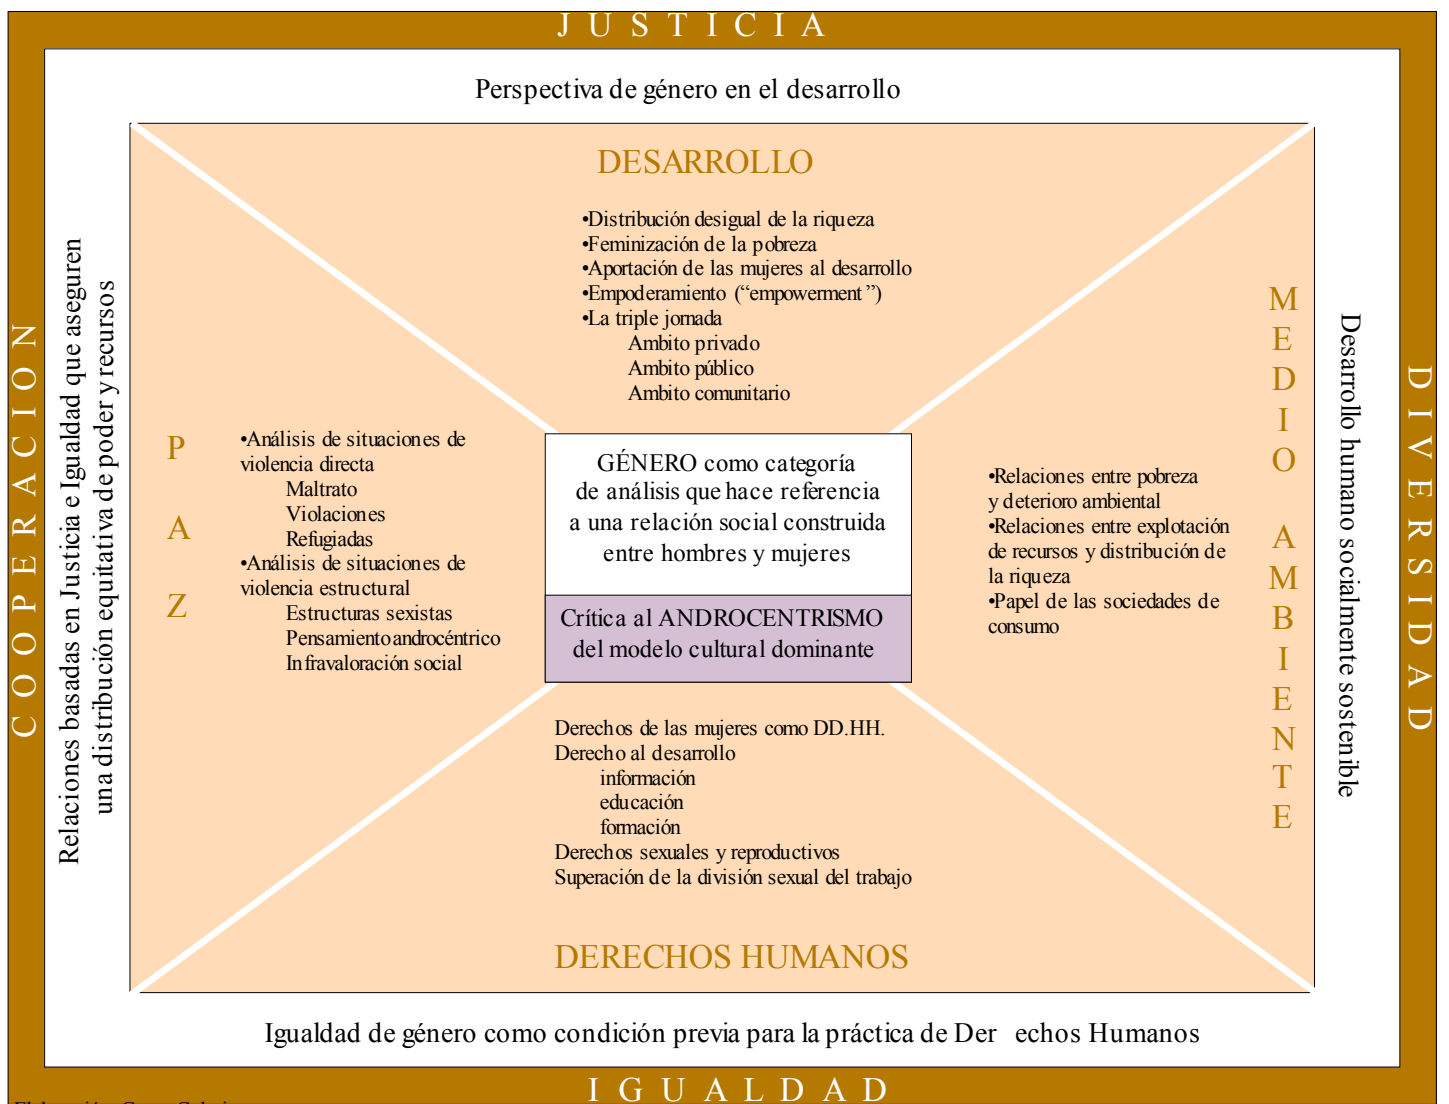 JUSTICIA
Perspectiva de género en el desarrollo
DESARROLLO
•Distribución desigual de la riqueza
•Feminización de la pobreza
•Aportación de las mujeres al desarrollo
•Empoderamiento (“empowerment”)
•La triple jornada
Ambito privado
Ambito público
Ambito comunitario
COOPERACION
Relaciones basadas en Justicia e Igualdad que aseguren
una distribución equitativa de poder y recursos
PAZ
•Análisis de situaciones de
violencia directa
Maltrato
Violaciones
Refugiadas
•Análisis de situaciones de
violencia estructural
Estructuras sexistas
Pensamiento androcéntrico
Infravaloración social
GÉNERO como categoría
de análisis que hace referencia
a una relación social construida
entre hombres y mujeres
Crítica al ANDROCENTRISMO
del modelo cultural dominante
•Relaciones entre pobreza
y deterioro ambiental
•Relaciones entre explotación
de recursos y distribución de
la riqueza
•Papel de las sociedades de
consumo
MEDIO AMBIENTE
Desarrollo humano socialmente sostenible
DIVERSIDAD
Derechos de las mujeres como DD.HH.
Derecho al desarrollo
información
educación
formación
Derechos sexuales y reproductivos
Superación de la división sexual del trabajo
DERECHOS HUMANOS
Igualdad de género como condición previa para la práctica de Der echos Humanos
IGUALDAD